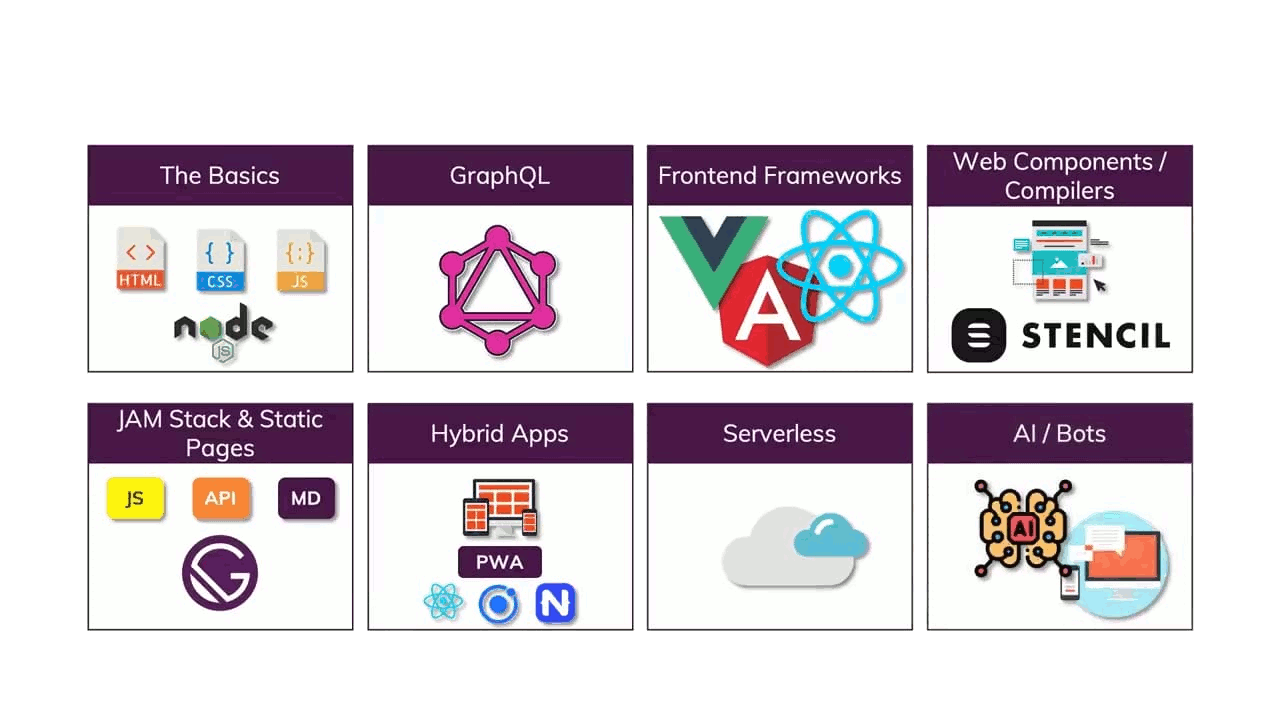 The Basics
GraphQL
Frontend Frameworks
Web Components /
Compilers
HTML
CSS
JS
node
JS
A
STENCIL
JAM Stack & Static
Pages
Hybrid Apps
Serverless
AI / Bots
JS
API
MD
G
PWA
N
AI